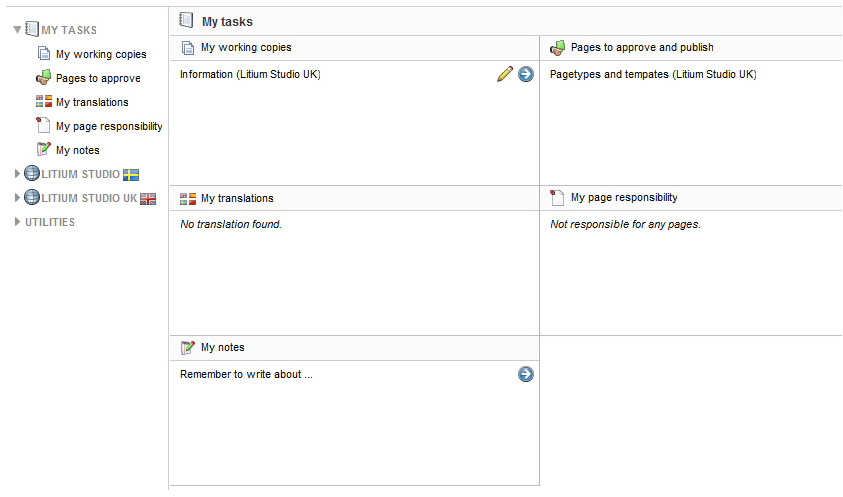 MY TASKS
My working copies
Pages to approve
My translations
My page responsibility
My notes
LITIUM STUDIO
LITIUM STUDIO UK
UTILITIES
My tasks
My working copies
Information (Litium Studio UK)
Pages to approve and publish
Pagetypes and tempates (Litium Studio UK)
My translations
No translation found.
My page responsibility
Not responsible for any pages.
My notes
Remember to write about ...